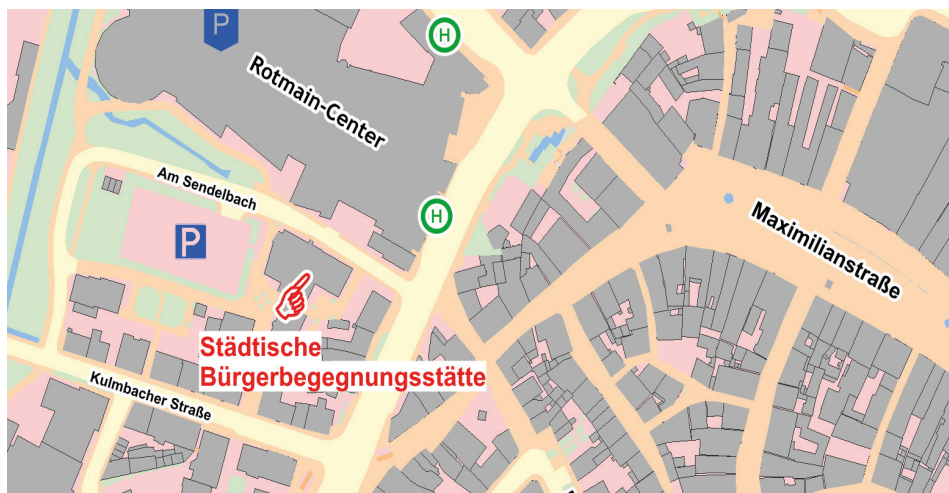 P
H
Rotmain-Center
Am Sendelbach
H
P
Maximilianstraße
Städtische
Bürgerbegegnungsstätte
Kulmbacher Straße